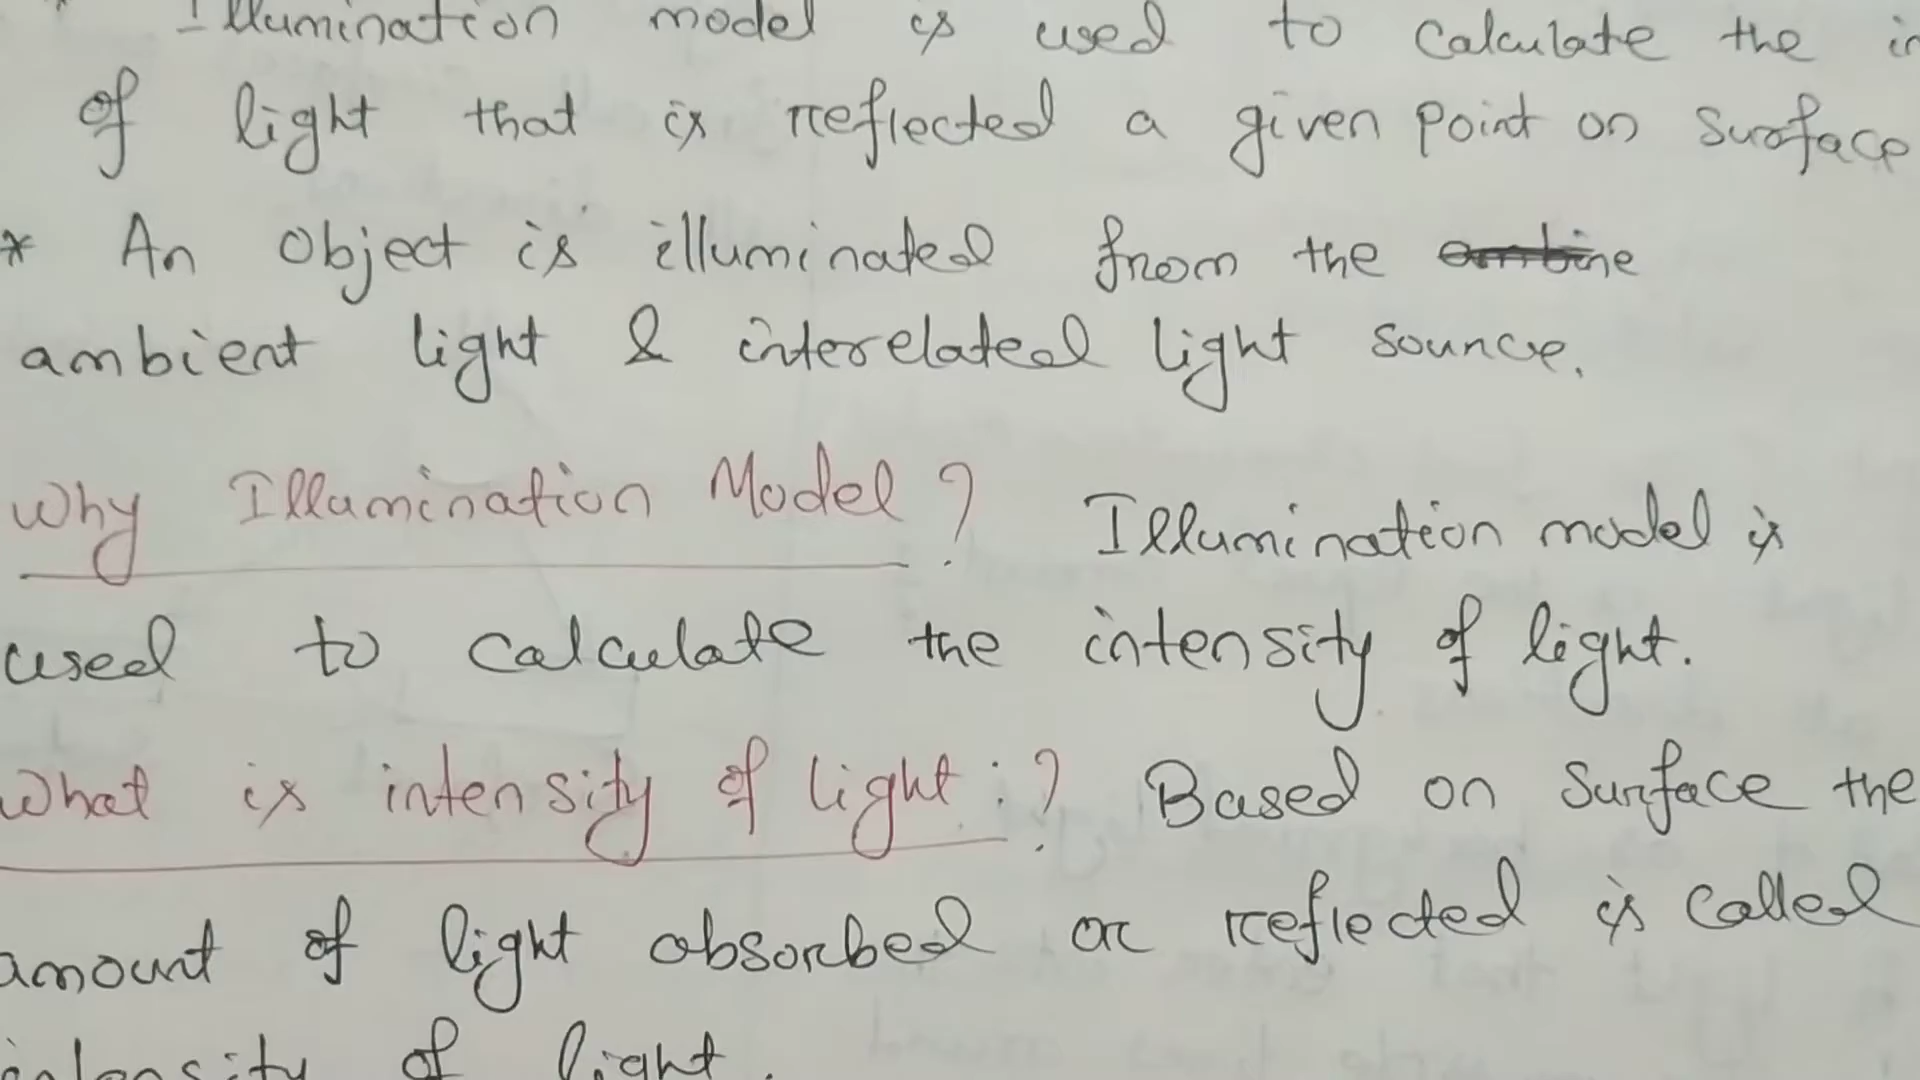 Illumination model is used to calculate the in
of light that is reflected a given point on surface
* An object is illuminated from the
ambient light & interelated light source.
Why Illumination Model ? Illumination model is
used to calculate the intensity of light.
What is intensity of light :? Based on Surface the
amount of light absorbed or reflected is called
intensity of light.